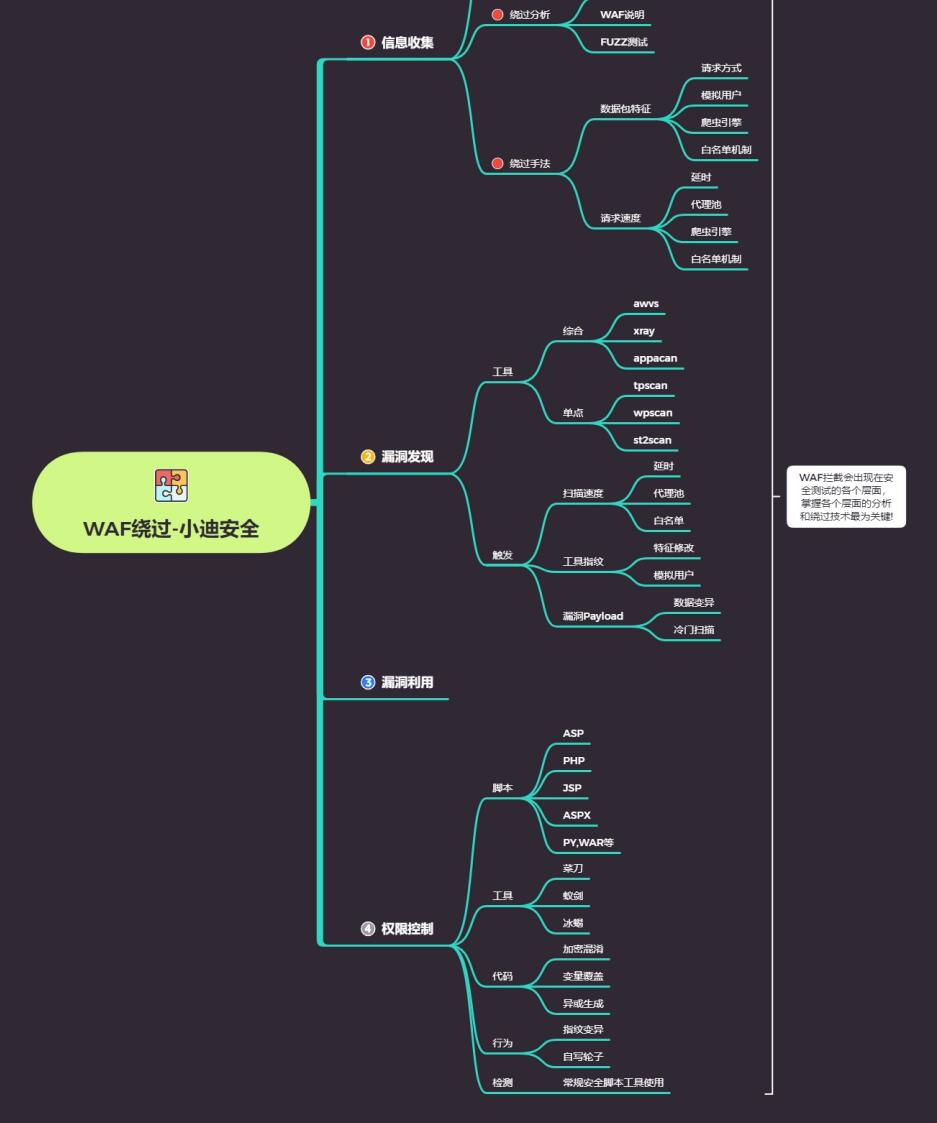 绕过分析
WAF说明
FUZZ测试
1 信息收集
绕过手法
数据包特征
请求方式
模拟用户
爬虫引擎
白名单机制
请求速度
延时
代理池
爬虫引擎
白名单机制
WAF绕过-小迪安全
2 漏洞发现
工具
综合
awvs
xray
appacan
单点
tpscan
wpscan
st2scan
触发
扫描速度
延时
代理池
白名单
工具指纹
特征修改
模拟用户
漏洞Payload
数据变异
冷门扫描
3 漏洞利用
4 权限控制
脚本
ASP
PHP
JSP
ASPX
PY,WAR等
工具
菜刀
蚁剑
冰蝎
代码
加密混淆
变量覆盖
异或生成
行为
指纹变异
自写轮子
检测
常规安全脚本工具使用
WAF拦截会出现在安
全测试的各个层面，
掌握各个层面的分析
和绕过技术最为关键!